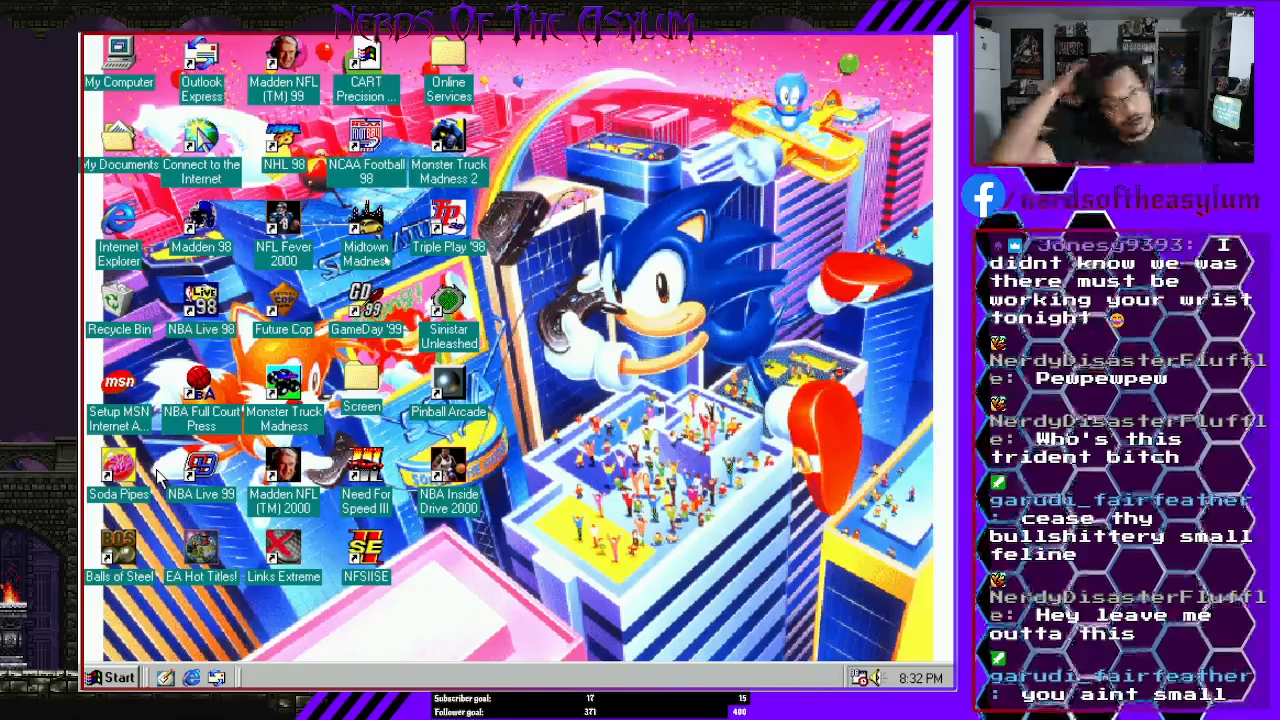 Nerds Of The Asylum
My Computer
Outlook
Express
Madden NFL
(TM) 99
CART
Precision ...
Online
Services
My Documents
Connect to the
Internet
NHL 98
NCAA Football
98
Monster Truck
Madness 2
Internet
Explorer
Madden 98
NFL Fever
2000
Midtown
Madness
Triple Play '98
Recycle Bin
NBA Live 98
Future Cop
GameDay '99
Sinistar
Unleashed
Setup MSN
Internet A...
NBA Full Court
Press
Monster Truck
Madness
Screen
Pinball Arcade
Soda Pipes
NBA Live 99
Madden NFL
(TM) 2000
Need For
Speed III
NBA Inside
Drive 2000
Balls of Steel
EA Hot Titles!
Links Extreme
NFSIISE
Start
8:32 PM
Subscriber goal: 17 15
Follower goal: 371 400
/nerdsoftheasylum
Jonesy9393: I
didnt know we was
there must be
working your wrist
tonight
NerdyDisasterFluffl
e: Pewpewpew
NerdyDisasterFluffl
e: Who's this
trident bitch
garudi_fairfeather
: cease thy
bullshittery small
feline
NerdyDisasterFluffl
e: Hey leave me
outta this
garudi_fairfeather
: you aint small